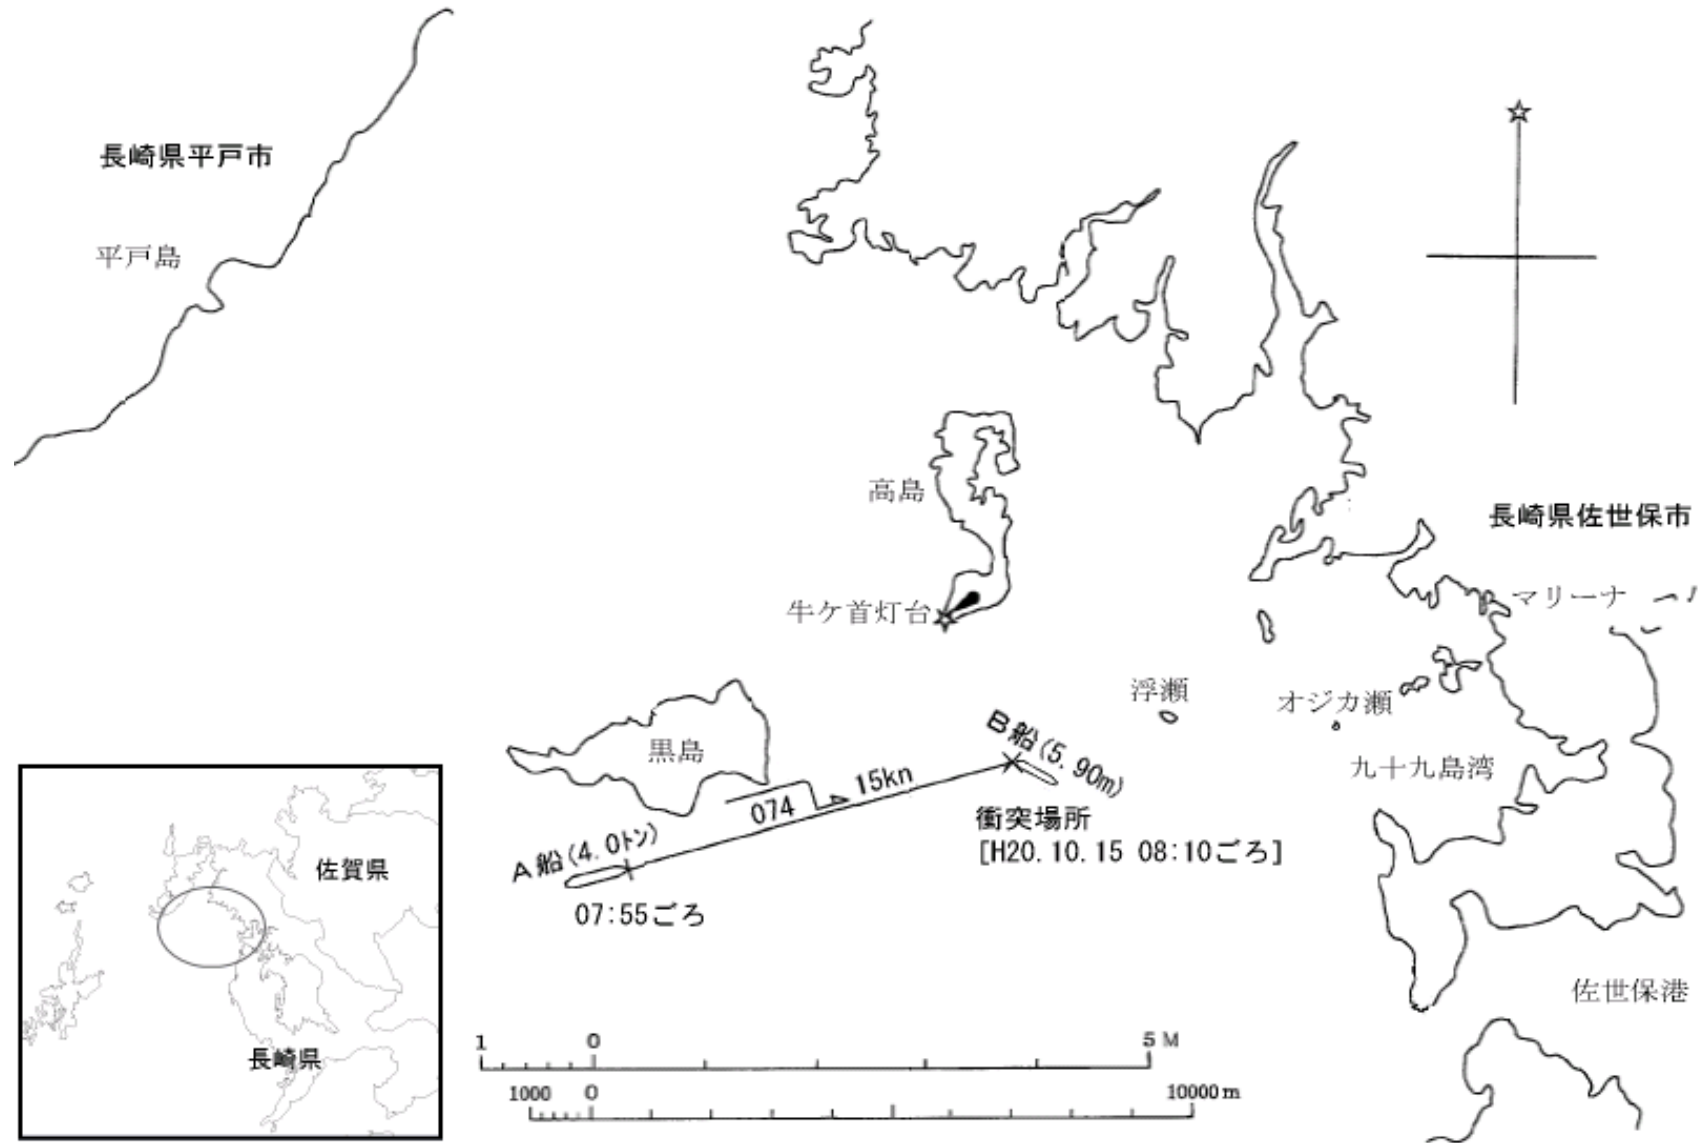 長崎県平戸市
平戸島
高島
長崎県佐世保市
牛ケ首灯台
マリーナ
浮瀬
オジカ瀬
B船(5.90m)
黒島
九十九島湾
15kn
074
衝突場所
[H20.10.15 08:10ごろ]
A船(4.0トン)
07:55ごろ
佐賀県
長崎県
佐世保港
1 0 5 M
1000 0 10000m